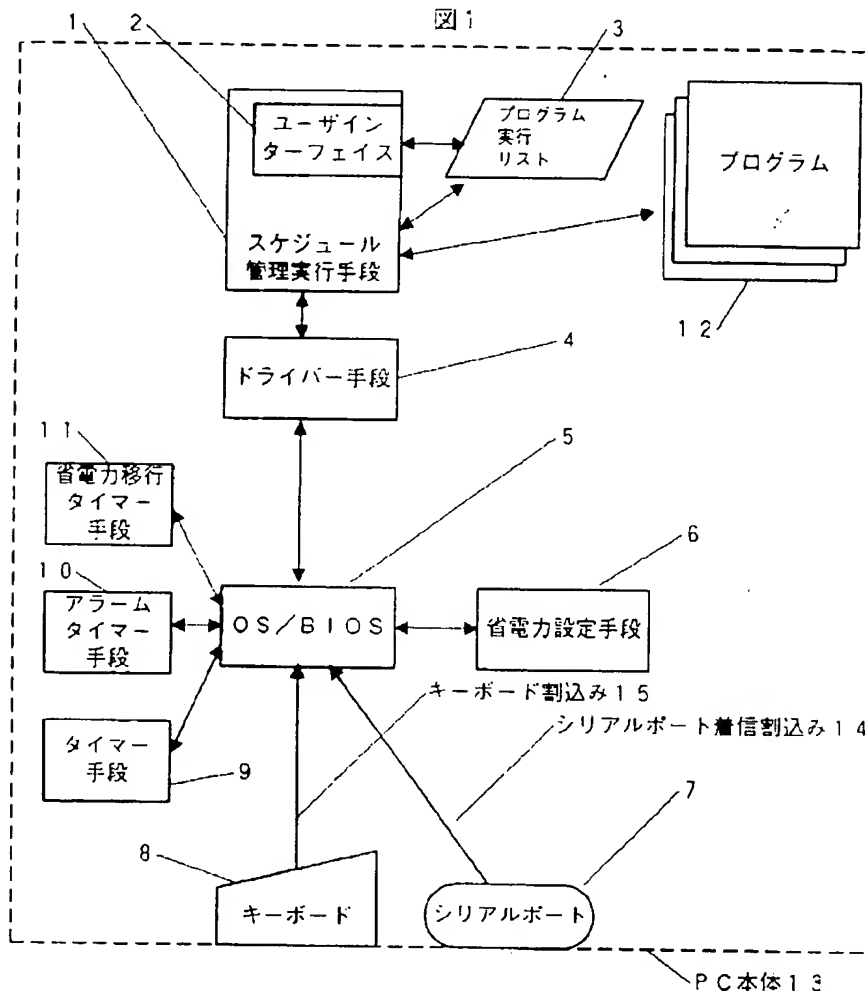 図1
1
2
3
ユーザイン
ターフェイス
プログラム
実行
リスト
プログラム
スケジュール
管理実行手段
12
ドライバー手段
4
11
省電力移行
タイマー
手段
5
6
10
アラーム
タイマー
手段
OS/BIOS
省電力設定手段
キーボード割込み15
シリアルポート着信割込み14
タイマー
手段
9
7
8
キーボード
シリアルポート
PC本体13